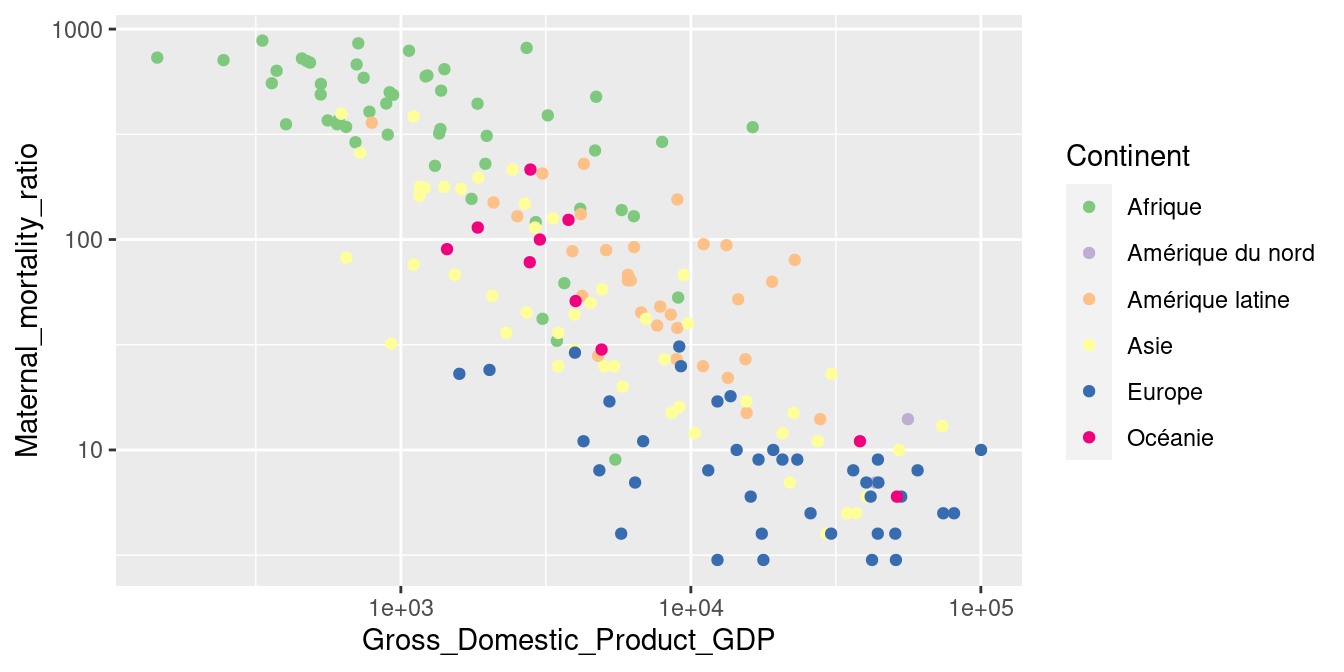 1000
100
10
Maternal_mortality_ratio
1e+03
1e+04
1e+05
Gross_Domestic_Product_GDP
Continent
Afrique
Amérique du nord
Amérique latine
Asie
Europe
Océanie